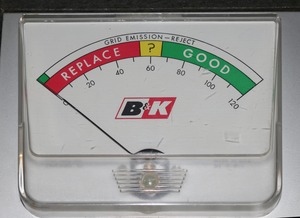 GRID EMISSION—REJECT
REPLACE ? GOOD
0 20 40 60 80 100 120
B&K